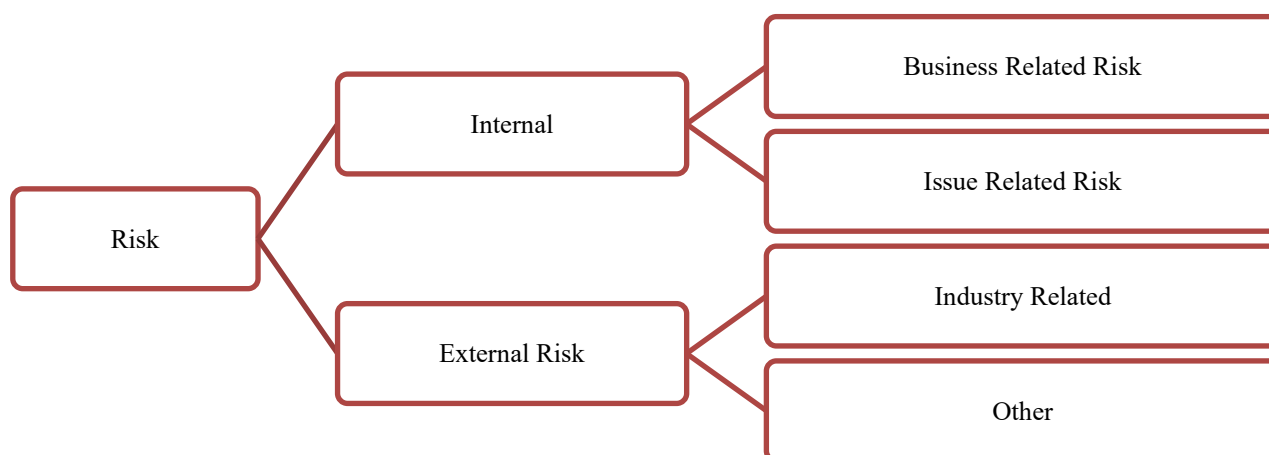 Business Related Risk
Internal
Issue Related Risk
Risk
Industry Related
External Risk
Other